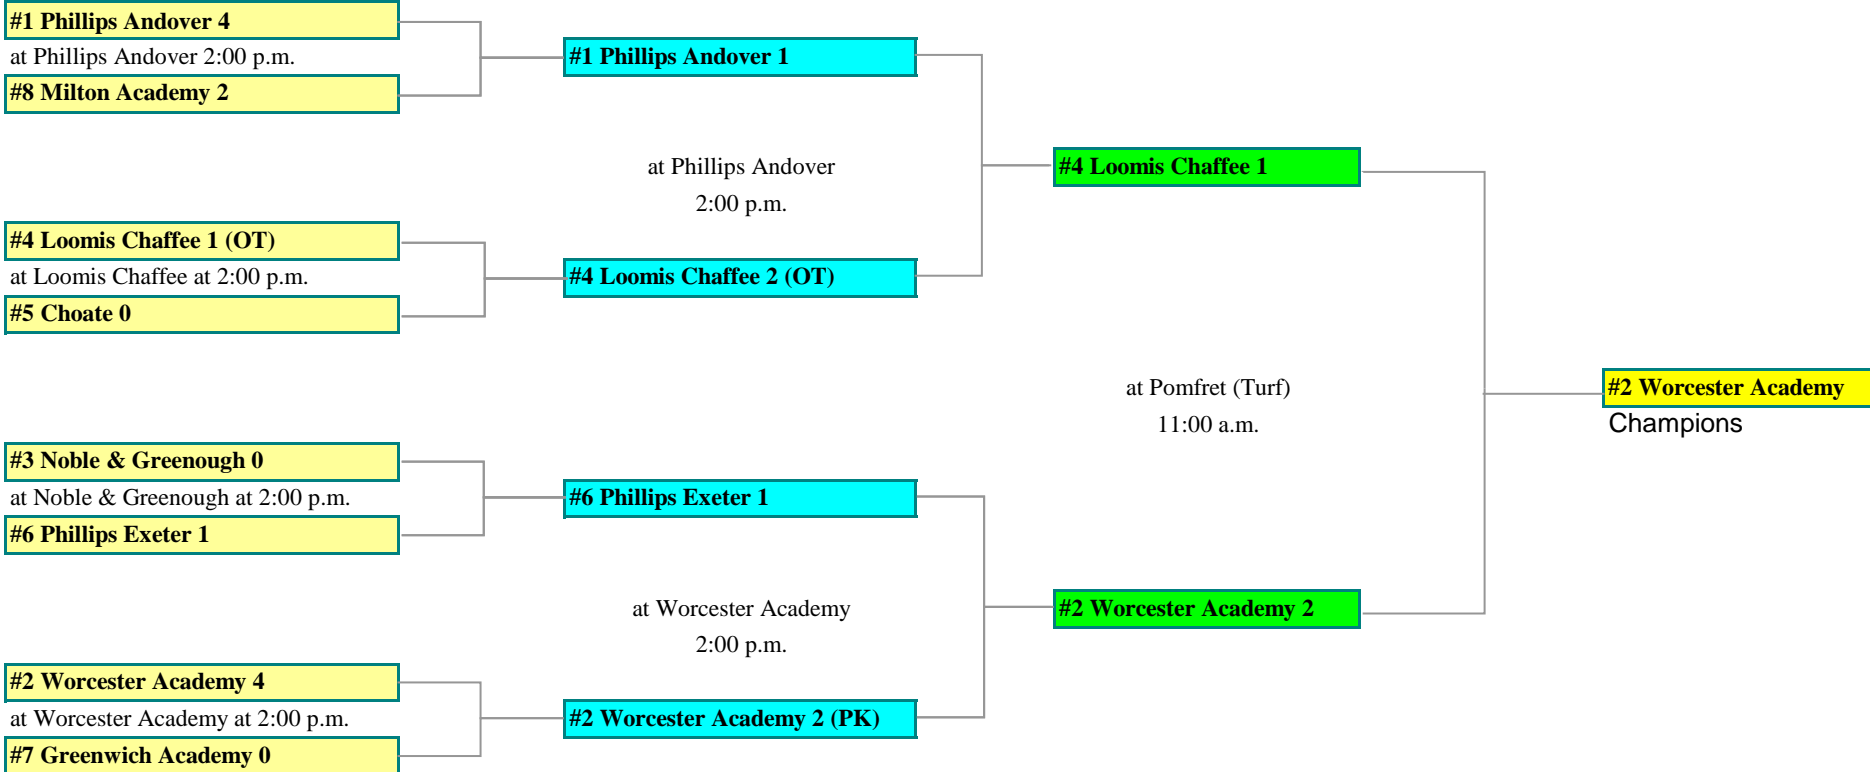 #1 Phillips Andover 4
at Phillips Andover 2:00 p.m.
#8 Milton Academy 2
#4 Loomis Chaffee 1 (OT)
at Loomis Chaffee at 2:00 p.m.
#5 Choate 0
#3 Noble & Greenough 0
at Noble & Greenough at 2:00 p.m.
#6 Phillips Exeter 1
#2 Worcester Academy 4
at Worcester Academy at 2:00 p.m.
#7 Greenwich Academy 0
#1 Phillips Andover 1
at Phillips Andover
2:00 p.m.
#4 Loomis Chaffee 2 (OT)
#6 Phillips Exeter 1
at Worcester Academy
2:00 p.m.
#2 Worcester Academy 2 (PK)
#4 Loomis Chaffee 1
at Pomfret (Turf)
11:00 a.m.
#2 Worcester Academy 2
#2 Worcester Academy
Champions